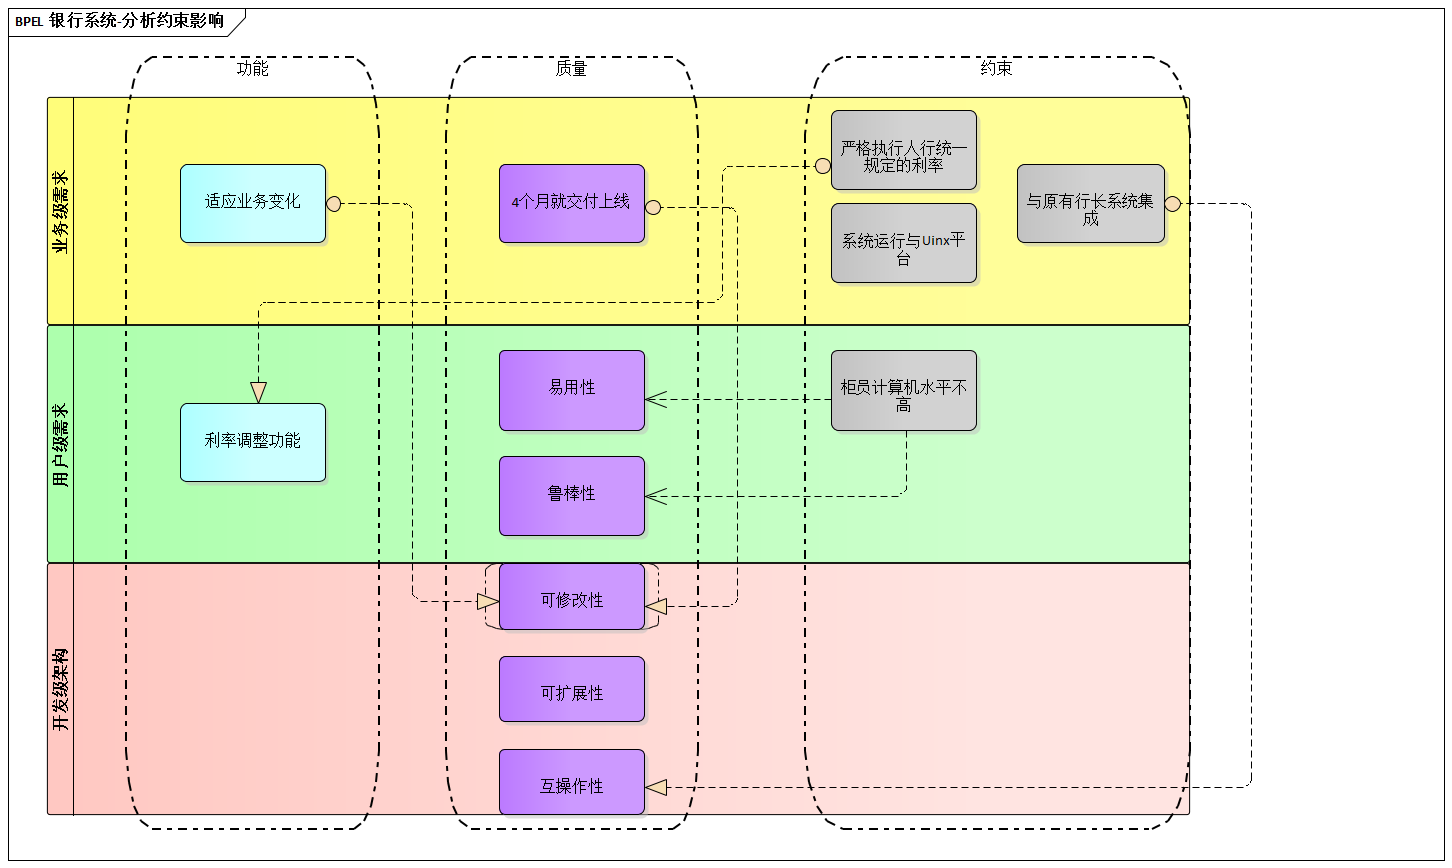 BPEL 银行系统-分析约束影响
功能
质量
约束
业务级需求
适应业务变化
4个月就交付上线
严格执行人行统一
规定的利率
系统运行与Uinx平
台
与原有行长系统集
成
用户级需求
利率调整功能
易用性
鲁棒性
柜员计算机水平不
高
开发级架构
可修改性
可扩展性
互操作性